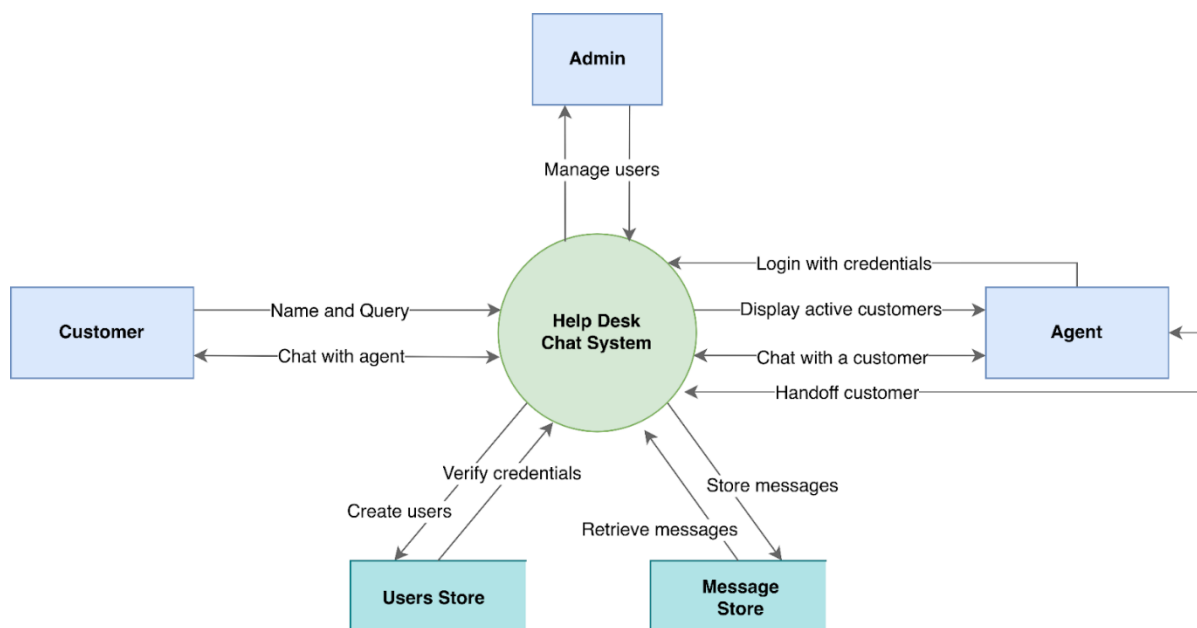 Admin
Manage users
Login with credentials
Customer
Name and Query
Chat with agent
Help Desk
Chat System
Display active customers
Chat with a customer
Agent
Handoff customer
Verify credentials
Create users
Store messages
Retrieve messages
Users Store
Message
Store